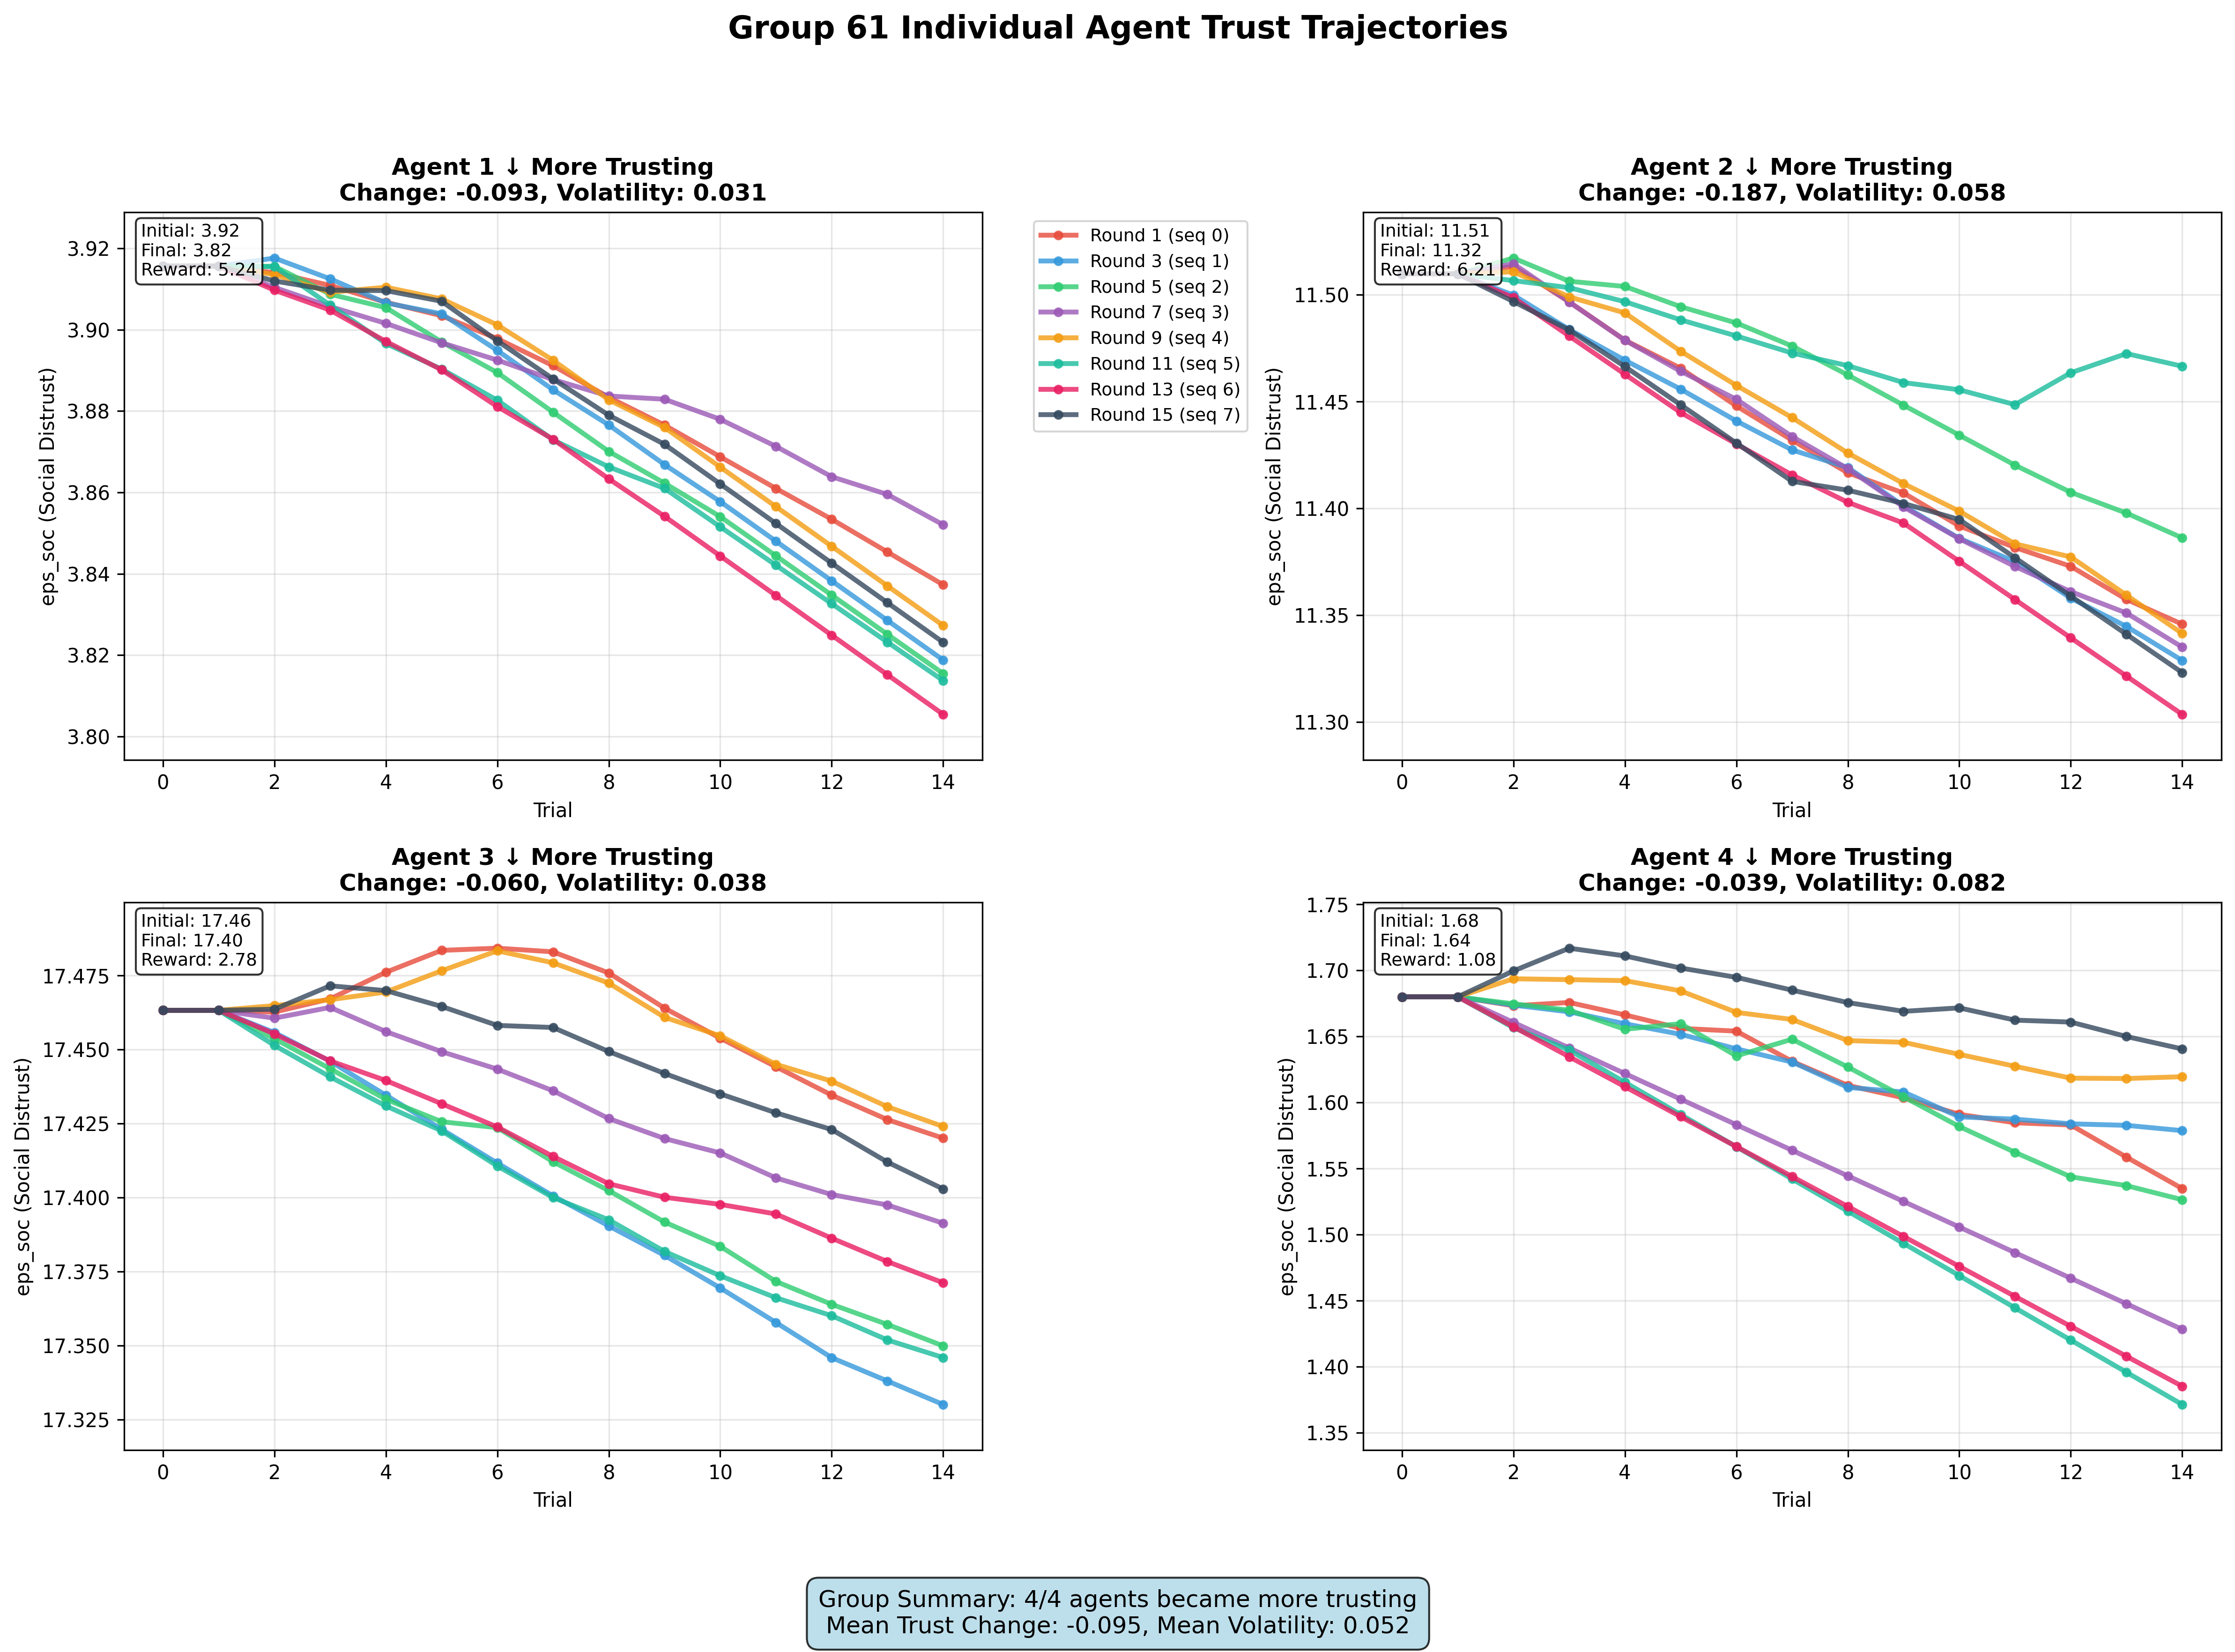 Group 61 Individual Agent Trust Trajectories
Agent 1 ↓ More Trusting
Change: -0.093, Volatility: 0.031
Initial: 3.92
Final: 3.82
Reward: 5.24
eps_soc (Social Distrust)
3.92
3.90
3.88
3.86
3.84
3.82
3.80
0 2 4 6 8 10 12 14
Trial
Round 1 (seq 0)
Round 3 (seq 1)
Round 5 (seq 2)
Round 7 (seq 3)
Round 9 (seq 4)
Round 11 (seq 5)
Round 13 (seq 6)
Round 15 (seq 7)
Agent 2 ↓ More Trusting
Change: -0.187, Volatility: 0.058
Initial: 11.51
Final: 11.32
Reward: 6.21
eps_soc (Social Distrust)
11.50
11.45
11.40
11.35
11.30
0 2 4 6 8 10 12 14
Trial
Agent 3 ↓ More Trusting
Change: -0.060, Volatility: 0.038
Initial: 17.46
Final: 17.40
Reward: 2.78
eps_soc (Social Distrust)
17.475
17.450
17.425
17.400
17.375
17.350
17.325
0 2 4 6 8 10 12 14
Trial
Agent 4 ↓ More Trusting
Change: -0.039, Volatility: 0.082
Initial: 1.68
Final: 1.64
Reward: 1.08
eps_soc (Social Distrust)
1.75
1.70
1.65
1.60
1.55
1.50
1.45
1.40
1.35
0 2 4 6 8 10 12 14
Trial
Group Summary: 4/4 agents became more trusting
Mean Trust Change: -0.095, Mean Volatility: 0.052